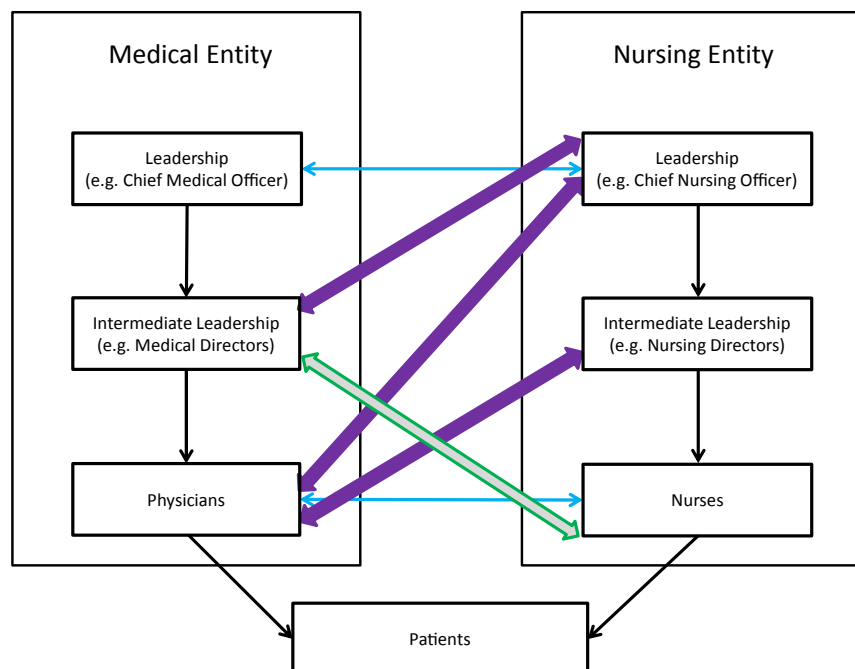 Medical Entity
Nursing Entity
Leadership
(e.g. Chief Medical Officer)
Leadership
(e.g. Chief Nursing Officer)
Intermediate Leadership
(e.g. Medical Directors)
Intermediate Leadership
(e.g. Nursing Directors)
Physicians
Nurses
Patients